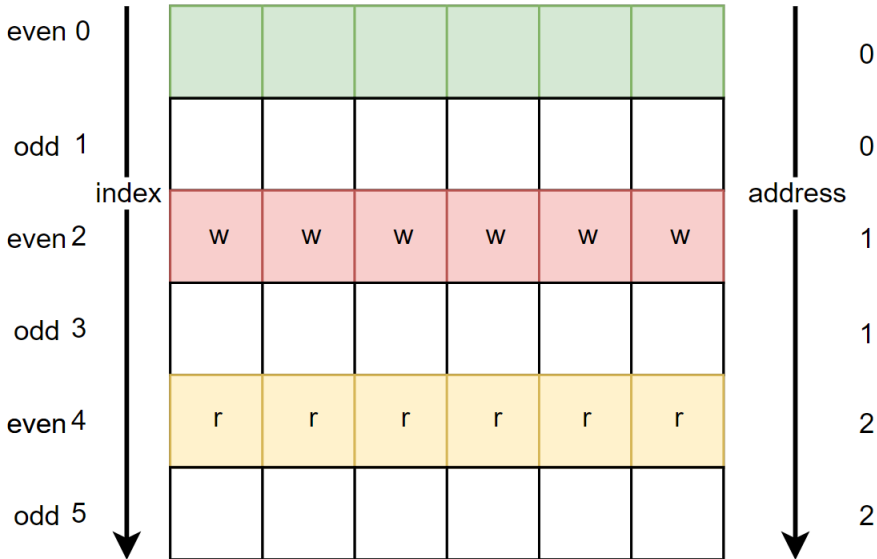 even 0
0
odd 1
0
index
address
even 2 w w w w w w 1
odd 3
1
even 4 r r r r r r 2
odd 5
2